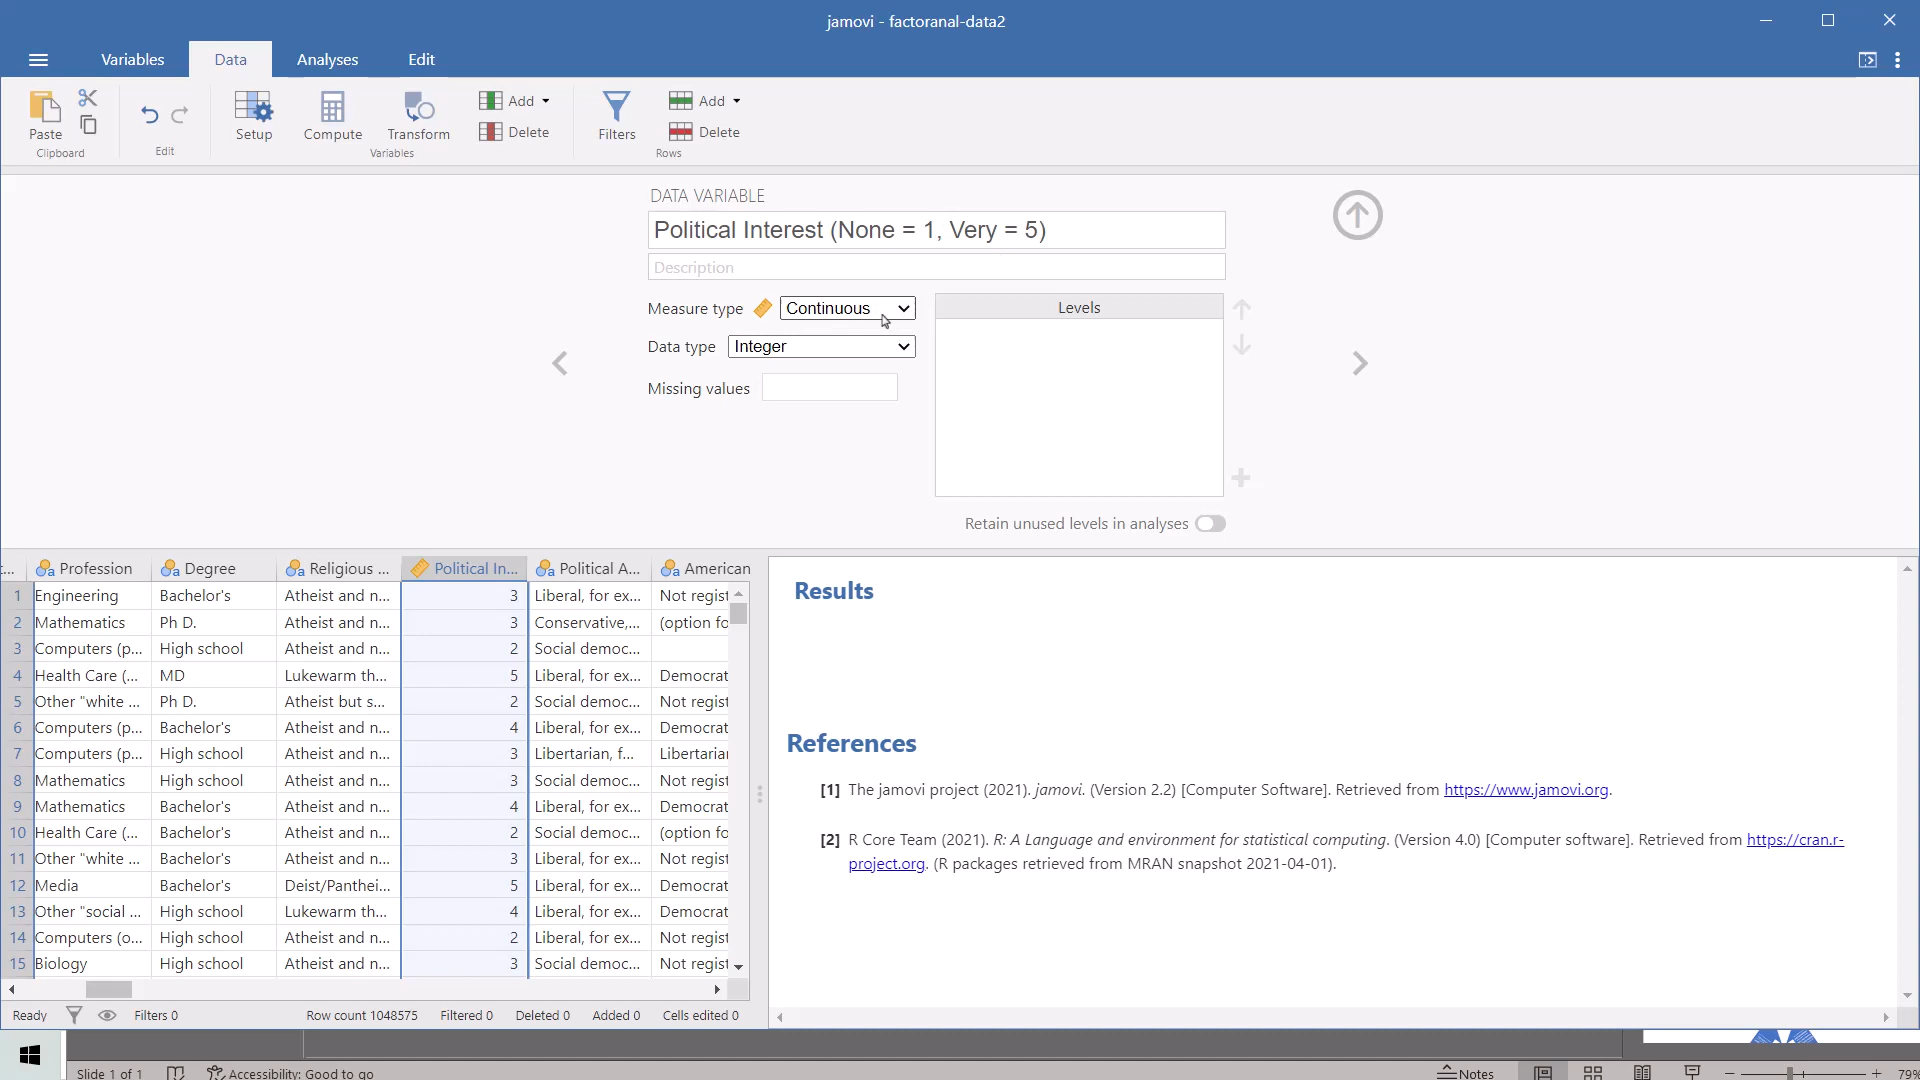 jamovi - factoranal-data2
Variables Data Analyses Edit
Paste Setup Compute Transform Add Delete Filters Add Delete
Clipboard Edit Variables Rows
DATA VARIABLE
Political Interest (None = 1, Very = 5)
Description
Measure type Continuous Levels
Data type Integer
Missing values
Retain unused levels in analyses
... Profession Degree Religious ... Political In... Political A... American
1 Engineering Bachelor's Atheist and n... 3 Liberal, for ex... Not regist
2 Mathematics Ph D. Atheist and n... 3 Conservative,... (option fo
3 Computers (p... High school Atheist and n... 2 Social democ...
4 Health Care (... MD Lukewarm th... 5 Liberal, for ex... Democrat
5 Other "white ... Ph D. Atheist but s... 2 Social democ... Not regist
6 Computers (p... Bachelor's Atheist and n... 4 Liberal, for ex... Democrat
7 Computers (p... High school Atheist and n... 3 Libertarian, f... Libertarian
8 Mathematics High school Atheist and n... 3 Social democ... Not regist
9 Mathematics Bachelor's Atheist and n... 4 Liberal, for ex... Democrat
10 Health Care (... Bachelor's Atheist and n... 2 Social democ... (option fo
11 Other "white ... Bachelor's Atheist and n... 3 Liberal, for ex... Not regist
12 Media Bachelor's Deist/Panthei... 5 Liberal, for ex... Democrat
13 Other "social ... High school Lukewarm th... 4 Liberal, for ex... Democrat
14 Computers (o... High school Atheist and n... 2 Liberal, for ex... Not regist
15 Biology High school Atheist and n... 3 Social democ... Not regist
Ready Filters 0 Row count 1048575 Filtered 0 Deleted 0 Added 0 Cells edited 0
Results
References
[1] The jamovi project (2021). jamovi. (Version 2.2) [Computer Software]. Retrieved from https://www.jamovi.org.
[2] R Core Team (2021). R: A Language and environment for statistical computing. (Version 4.0) [Computer software]. Retrieved from https://cran.r-
project.org. (R packages retrieved from MRAN snapshot 2021-04-01).
Slide 1 of 1 Accessibility: Good to go Notes 79%